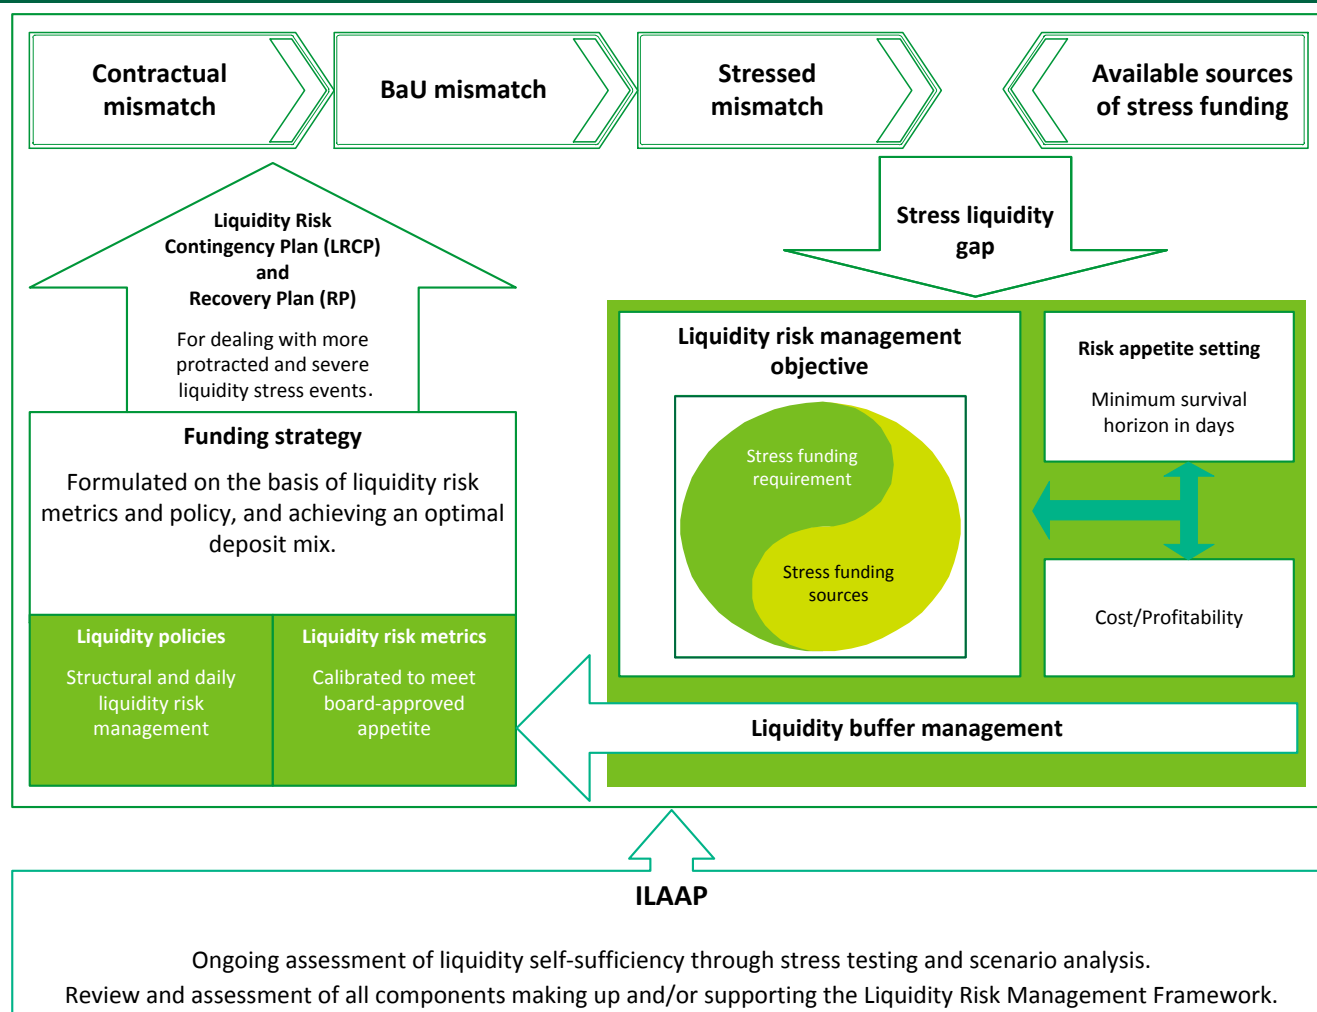 Contractual
mismatch
BaU mismatch
Stressed
mismatch
Available sources
of stress funding
Liquidity Risk
Contingency Plan (LRCP)
and
Recovery Plan (RP)
For dealing with more
protracted and severe
liquidity stress events.
Stress liquidity
gap
Funding strategy
Formulated on the basis of liquidity risk
metrics and policy, and achieving an optimal
deposit mix.
Liquidity policies
Structural and daily
liquidity risk
management
Liquidity risk metrics
Calibrated to meet
board-approved
appetite
Liquidity risk management
objective
Stress funding
requirement
Stress funding
sources
Risk appetite setting
Minimum survival
horizon in days
Cost/Profitability
Liquidity buffer management
ILAAP
Ongoing assessment of liquidity self-sufficiency through stress testing and scenario analysis.
Review and assessment of all components making up and/or supporting the Liquidity Risk Management Framework.